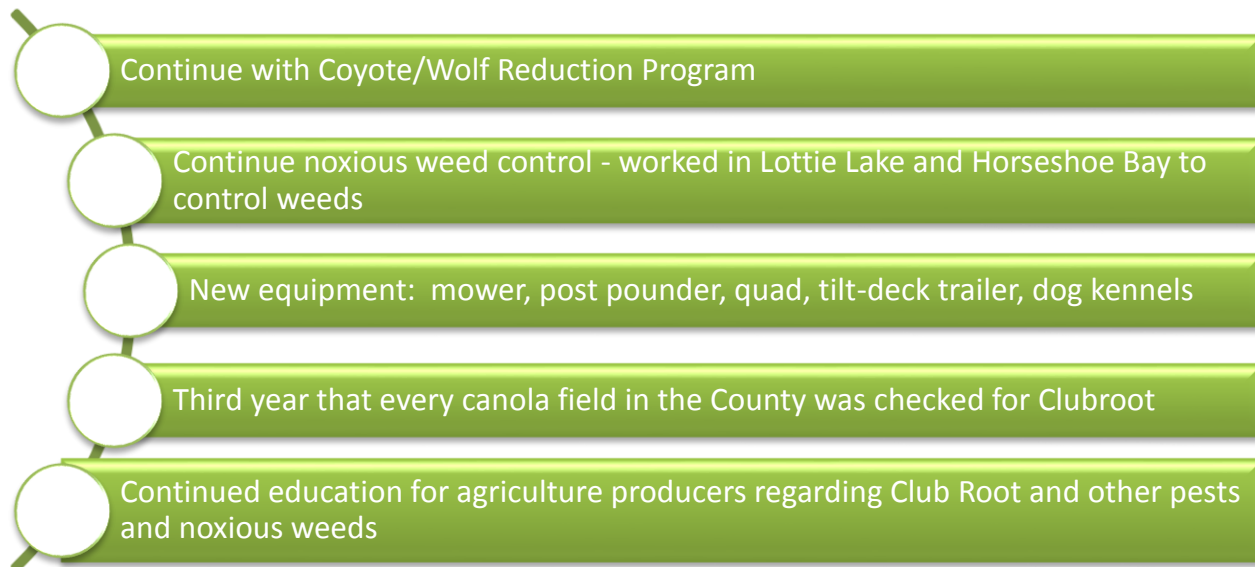 Continue with Coyote/Wolf Reduction Program
Continue noxious weed control - worked in Lottie Lake and Horseshoe Bay to
control weeds
New equipment:  mower, post pounder, quad, tilt-deck trailer, dog kennels
Third year that every canola field in the County was checked for Clubroot
Continued education for agriculture producers regarding Club Root and other pests
and noxious weeds